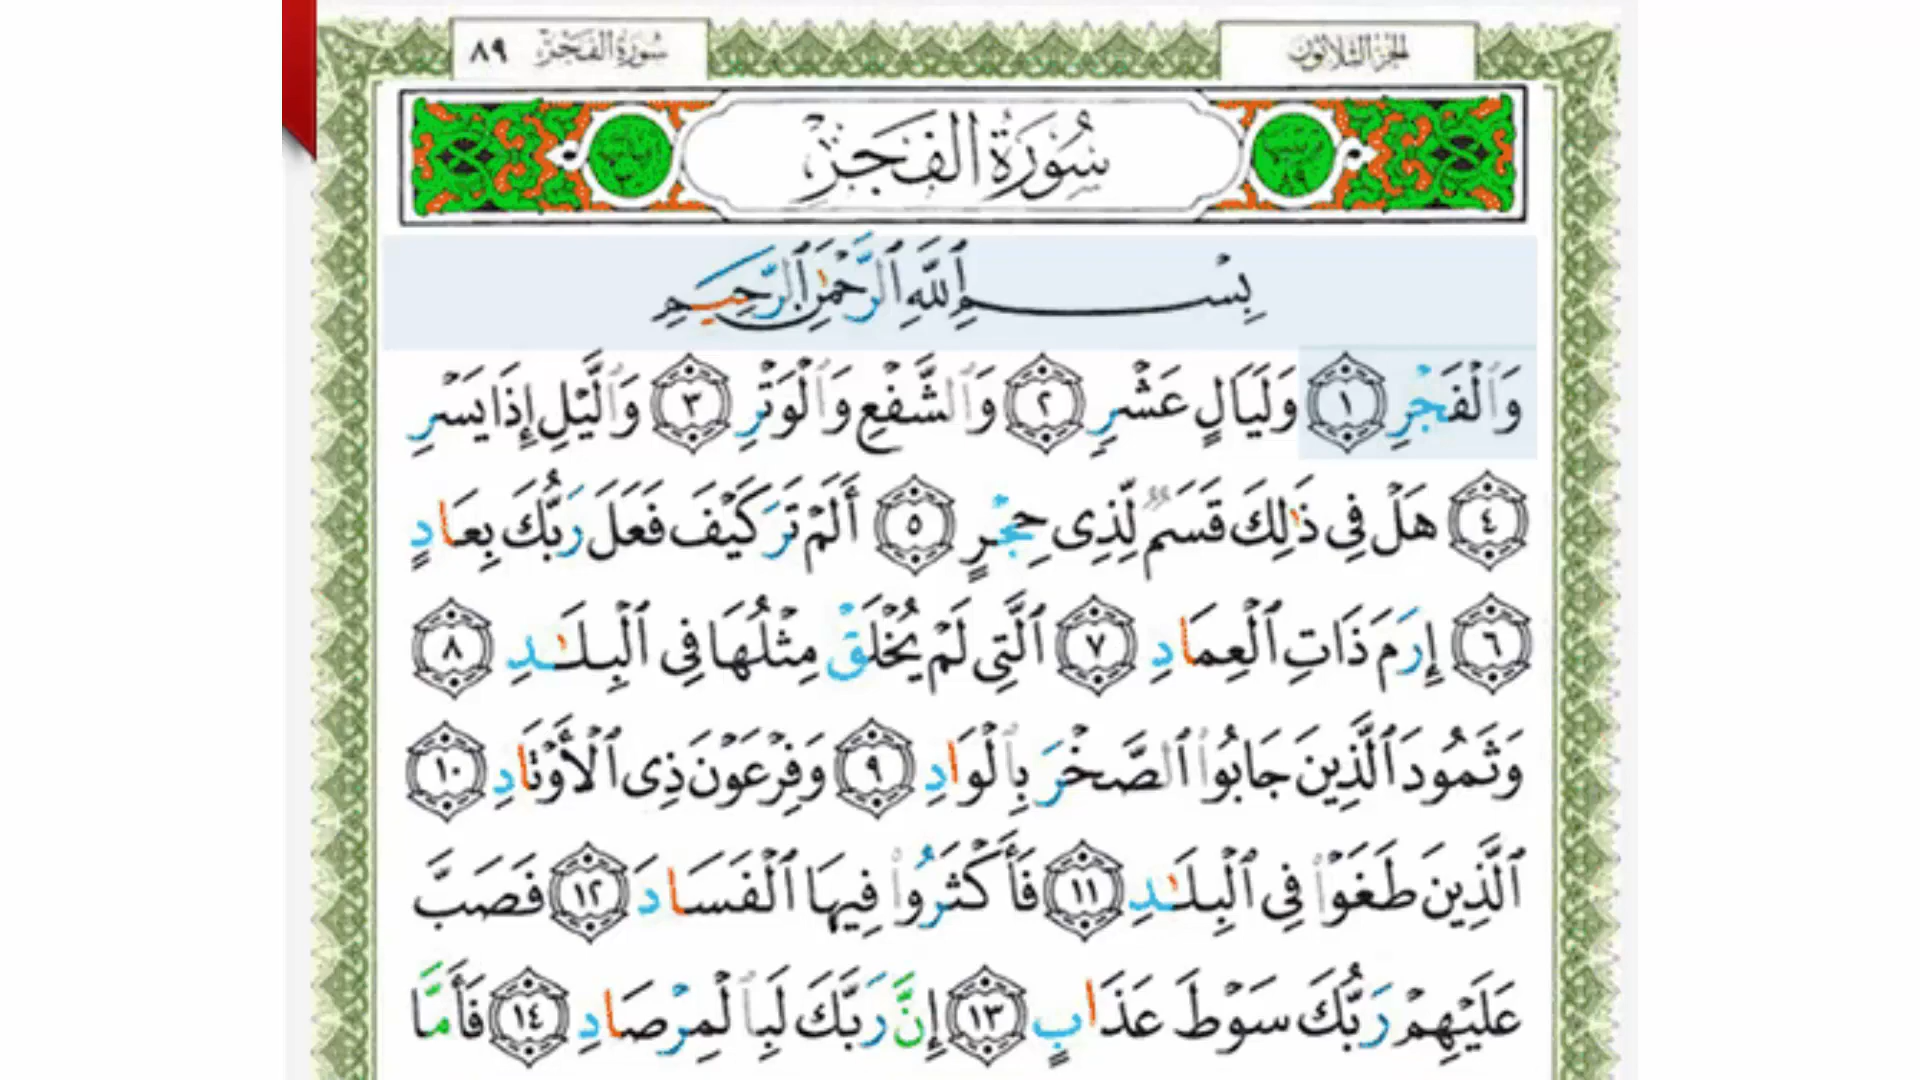 الجزء الثلاثون
سُورَةُ الفَجْرِ ٨٩
سُورَةُ الفَجْرِ
بِسْمِ ٱللَّهِ ٱلرَّحْمَٰنِ ٱلرَّحِيمِ
وَٱلْفَجْرِ ١ وَلَيَالٍ عَشْرٍ ٢ وَٱلشَّفْعِ وَٱلْوَتْرِ ٣ وَٱلَّيْلِ إِذَا يَسْرِ
٤ هَلْ فِى ذَٰلِكَ قَسَمٌ لِّذِى حِجْرٍ ٥ أَلَمْ تَرَ كَيْفَ فَعَلَ رَبُّكَ بِعَادٍ
٦ إِرَمَ ذَاتِ ٱلْعِمَادِ ٧ ٱلَّتِى لَمْ يُخْلَقْ مِثْلُهَا فِى ٱلْبِلَٰدِ ٨
وَثَمُودَ ٱلَّذِينَ جَابُوا۟ ٱلصَّخْرَ بِٱلْوَادِ ٩ وَفِرْعَوْنَ ذِى ٱلْأَوْتَادِ ١٠
ٱلَّذِينَ طَغَوْا۟ فِى ٱلْبِلَٰدِ ١١ فَأَكْثَرُوا۟ فِيهَا ٱلْفَسَادَ ١٢ فَصَبَّ
عَلَيْهِمْ رَبُّكَ سَوْطَ عَذَابٍ ١٣ إِنَّ رَبَّكَ لَبِٱلْمِرْصَادِ ١٤ فَأَمَّا